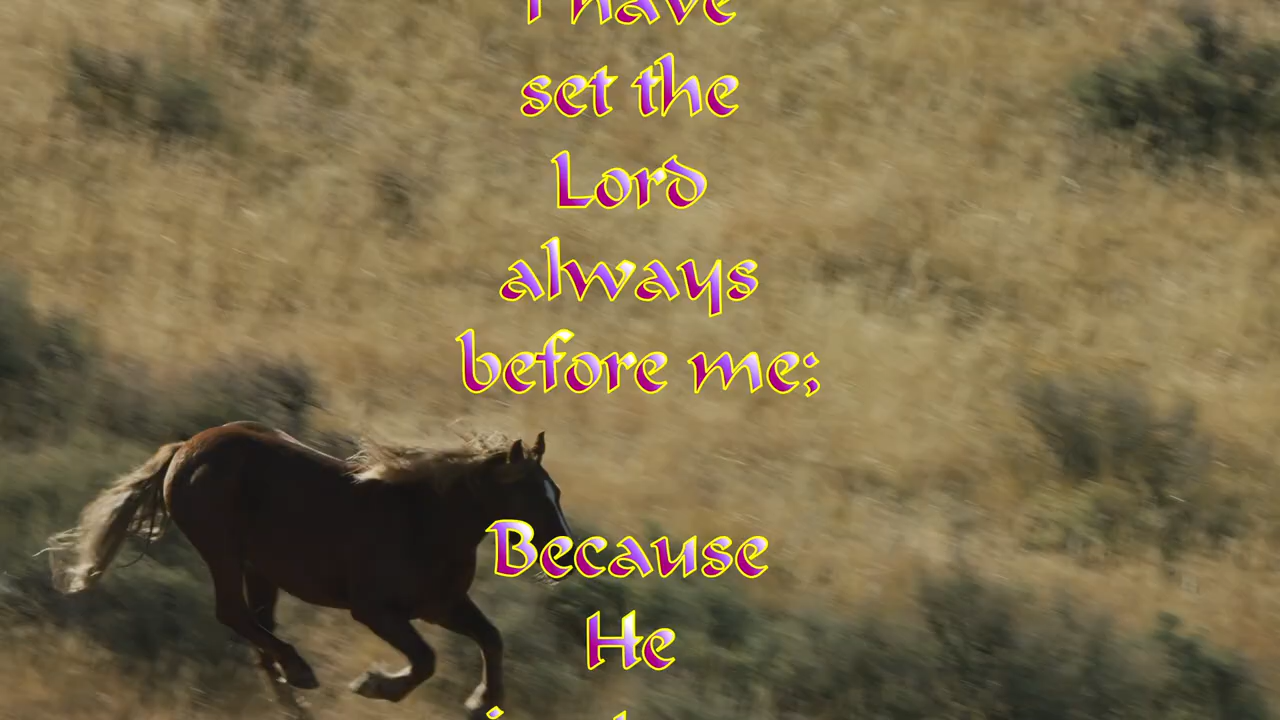 I have
set the
Lord
always
before me;
Because
He